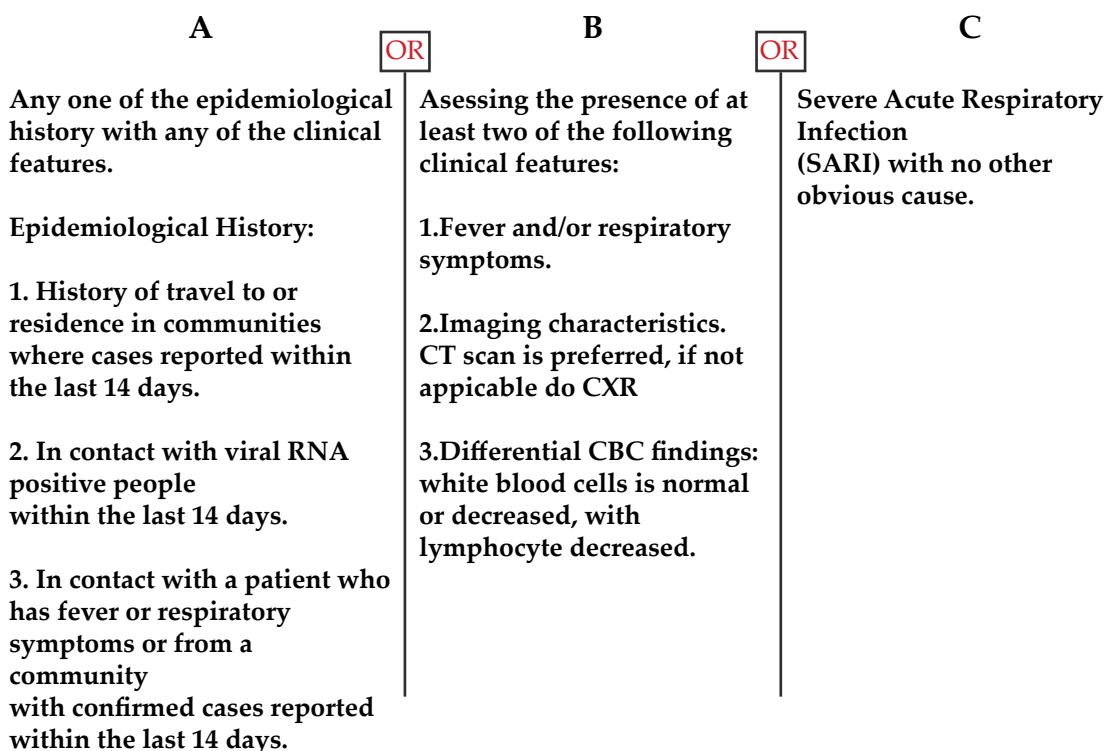 A
OR
B
OR
C
Any one of the epidemiological
history with any of the clinical
features.
Epidemiological History:
1. History of travel to or
residence in communities
where cases reported within
the last 14 days.
2. In contact with viral RNA
positive people
within the last 14 days.
3. In contact with a patient who
has fever or respiratory
symptoms or from a
community
with confirmed cases reported
within the last 14 days.
Asessing the presence of at
least two of the following
clinical features:
1.Fever and/or respiratory
symptoms.
2.Imaging characteristics.
CT scan is preferred, if not
appicable do CXR
3.Differential CBC findings:
white blood cells is normal
or decreased, with
lymphocyte decreased.
Severe Acute Respiratory
Infection
(SARI) with no other
obvious cause.